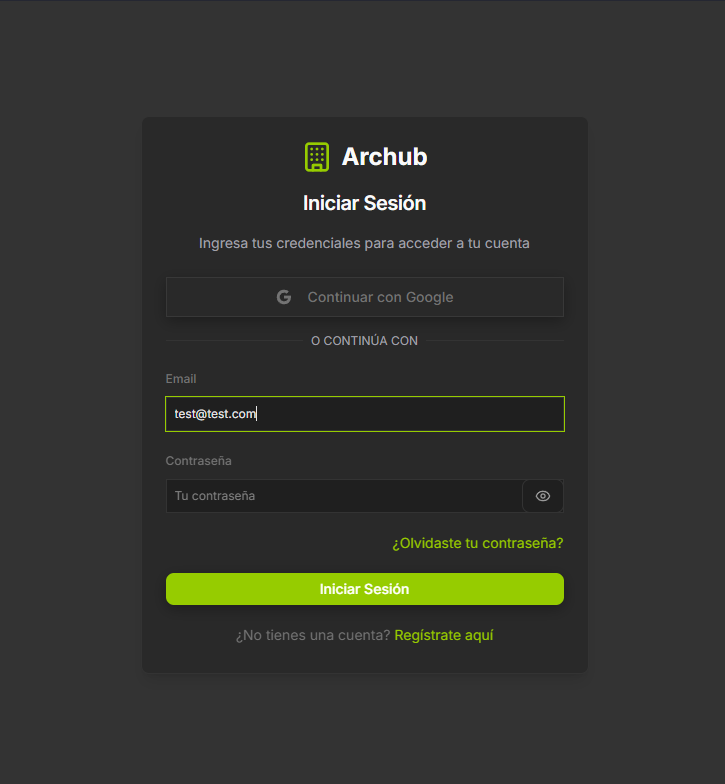 Archub
Iniciar Sesión
Ingresa tus credenciales para acceder a tu cuenta
G Continuar con Google
O CONTINÚA CON
Email
test@test.com
Contraseña
Tu contraseña
¿Olvidaste tu contraseña?
Iniciar Sesión
¿No tienes una cuenta? Regístrate aquí